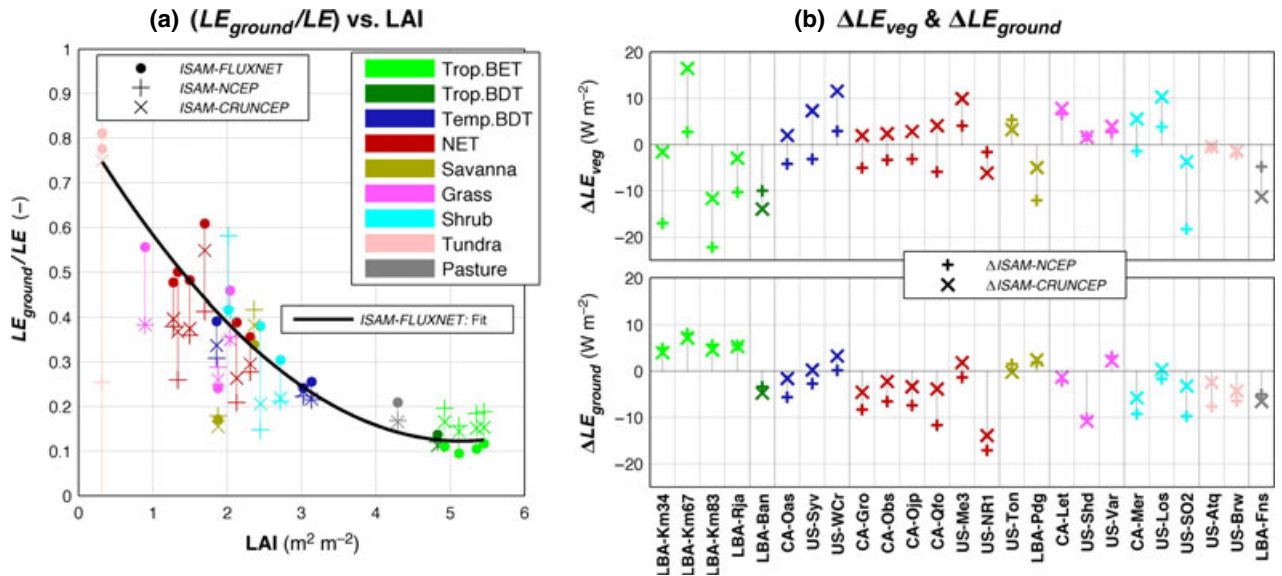 (a) (LEground/LE) vs. LAI
1
0.9
0.8
0.7
0.6
0.5
0.4
0.3
0.2
0.1
0
LEground/LE (–)
ISAM-FLUXNET
ISAM-NCEP
ISAM-CRUNCEP
Trop.BET
Trop.BDT
Temp.BDT
NET
Savanna
Grass
Shrub
Tundra
Pasture
ISAM-FLUXNET: Fit
0 1 2 3 4 5 6
LAI (m² m⁻²)
(b) ΔLEveg & ΔLEground
20
10
0
−10
−20
ΔLEveg (W m⁻²)
ΔISAM-NCEP
ΔISAM-CRUNCEP
20
10
0
−10
−20
ΔLEground (W m⁻²)
LBA-Km34
LBA-Km67
LBA-Km83
LBA-Rja
LBA-Ban
CA-Oas
US-Syv
US-WCr
CA-Gro
CA-Obs
CA-Ojp
CA-Qfo
US-Me3
US-NR1
US-Ton
LBA-Pdg
CA-Let
US-Shd
US-Var
CA-Mer
US-Los
US-SO2
US-Atq
US-Brw
LBA-Fns